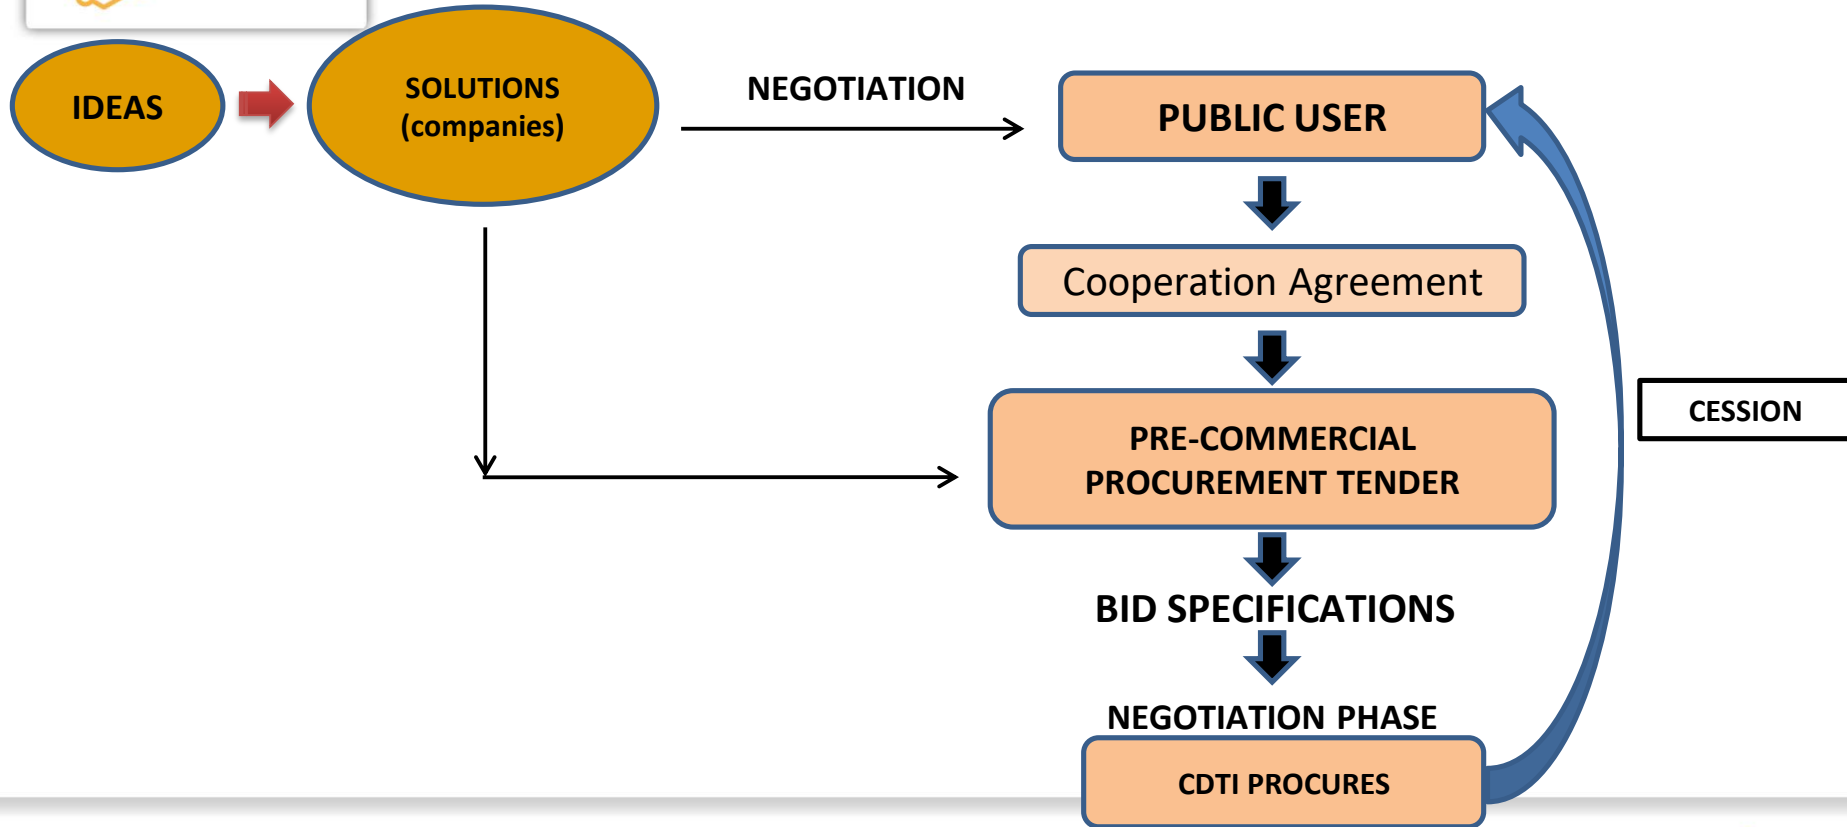 IDEAS
SOLUTIONS
(companies)
NEGOTIATION
PUBLIC USER
Cooperation Agreement
PRE-COMMERCIAL
PROCUREMENT TENDER
CESSION
BID SPECIFICATIONS
NEGOTIATION PHASE
CDTI PROCURES